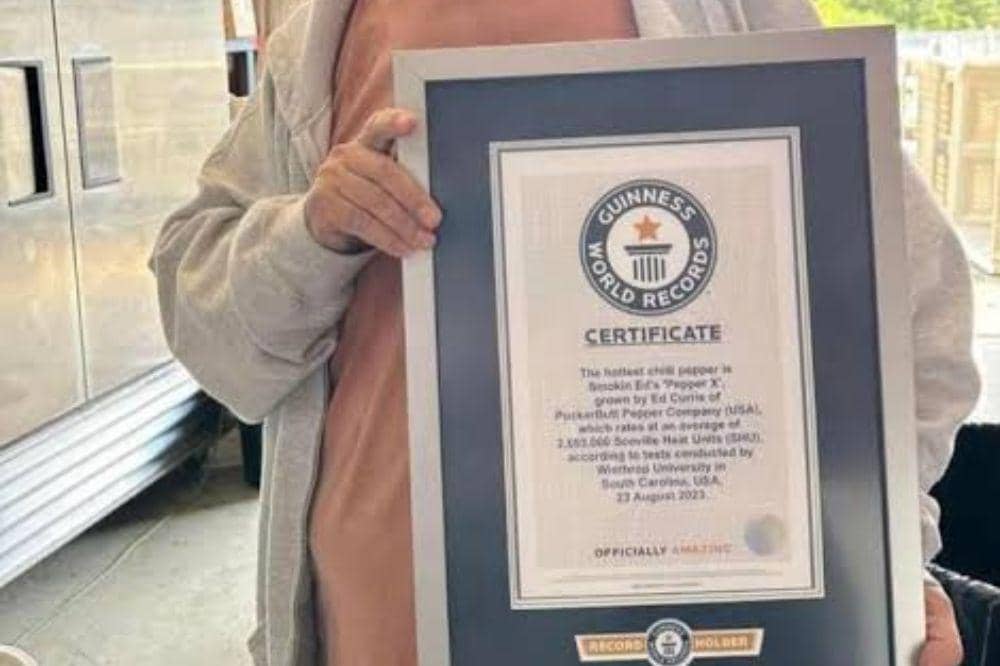 GUINNESS
WORLD RECORDS
CERTIFICATE
The hottest chilli pepper is
Smokin Ed's 'Pepper X',
grown by Ed Currie of
PuckerButt Pepper Company (USA),
which rates at an average of
2,693,000 Scoville Heat Units (SHU),
according to tests conducted by
Winthrop University in
South Carolina, USA,
23 August 2023
OFFICIALLY AMAZING
RECORD HOLDER